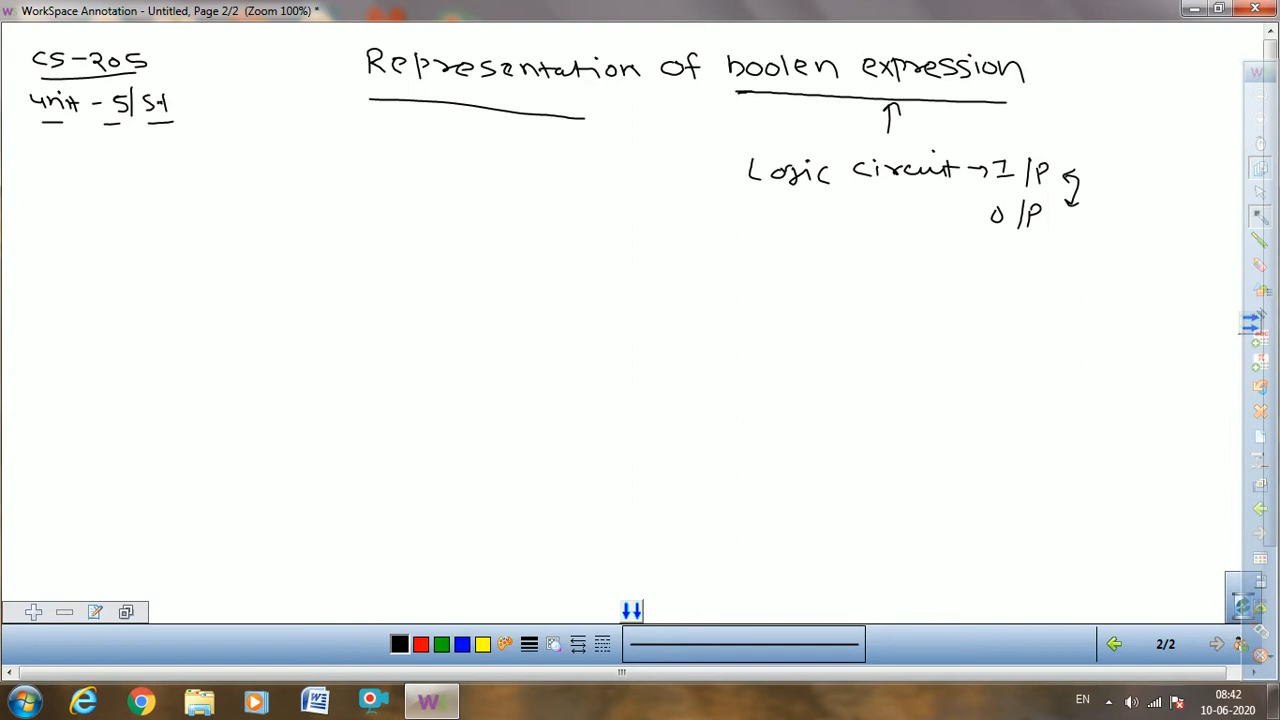 WorkSpace Annotation - Untitled, Page 2/2 (Zoom 100%) *
CS-205
Unit - 5/5.1
Representation of boolen expression
Logic circuit → I/P
O/P
2/2
EN
08:42
10-06-2020